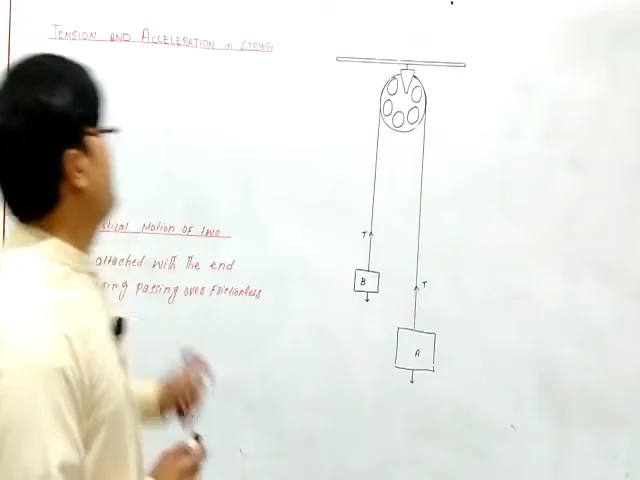 TENSION AND ACCELERATION in STRING
Motion of two
attached with the end
passing over Frictionless
T
T
B
A